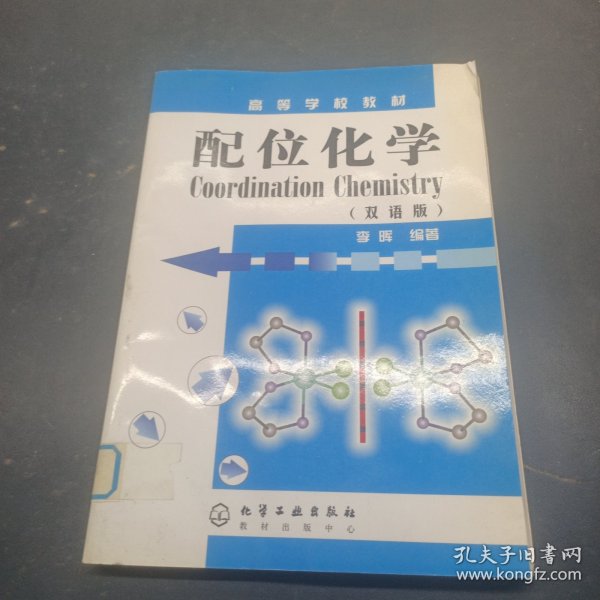 高等学校教材
配位化学
Coordination Chemistry
(双语版)
李晖 编著
化学工业出版社
教材出版中心
孔夫子旧书网
www.kongfz.com